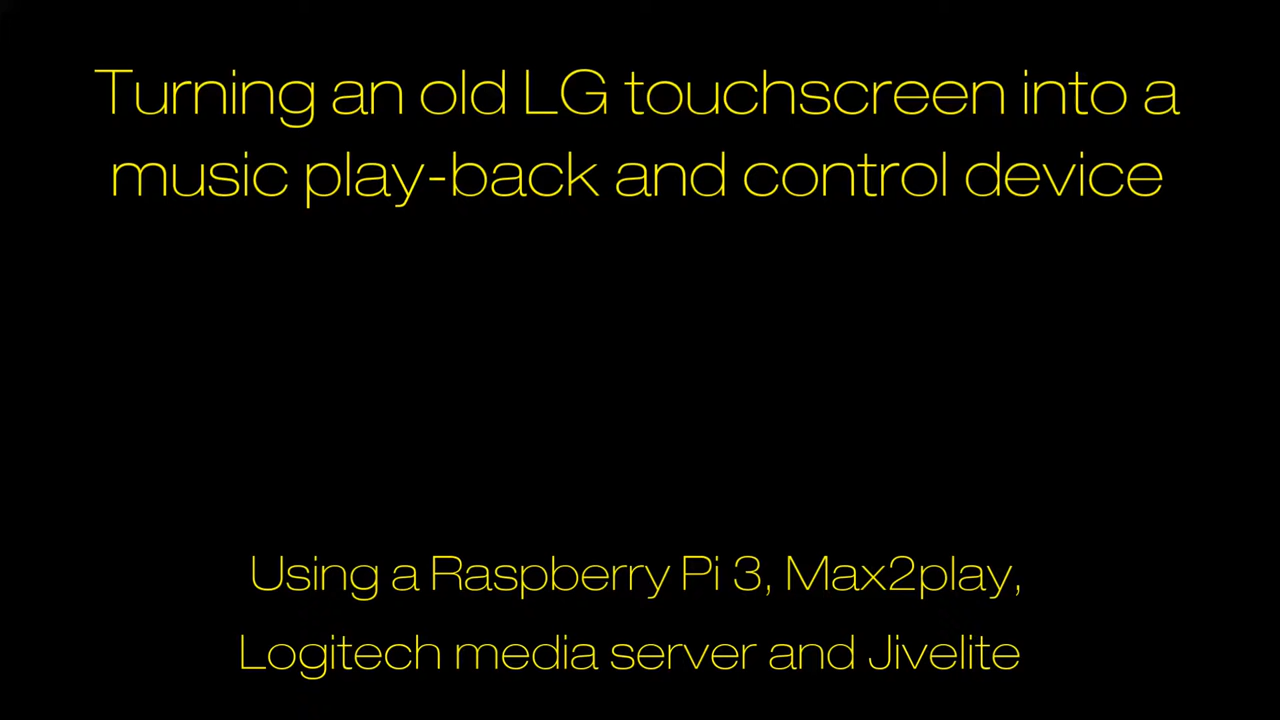 Turning an old LG touchscreen into a
music play-back and control device
Using a Raspberry Pi 3, Max2play,
Logitech media server and Jivelite